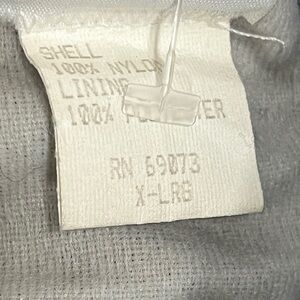 SHELL
100% NYLON
LINING
100%
RN 69073
X-LRG